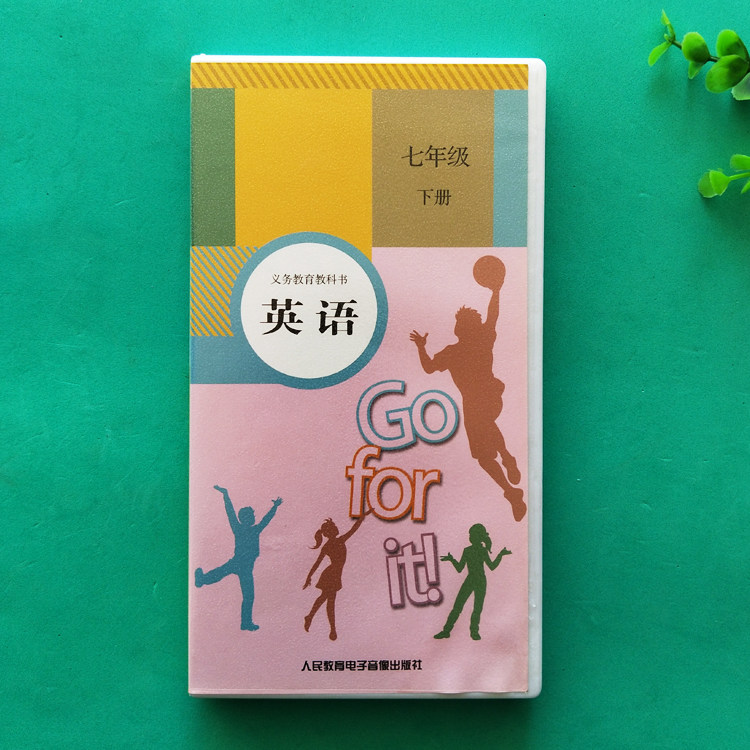 七年级
下册
义务教育教科书
英语
Go
for
it!
人民教育电子音像出版社